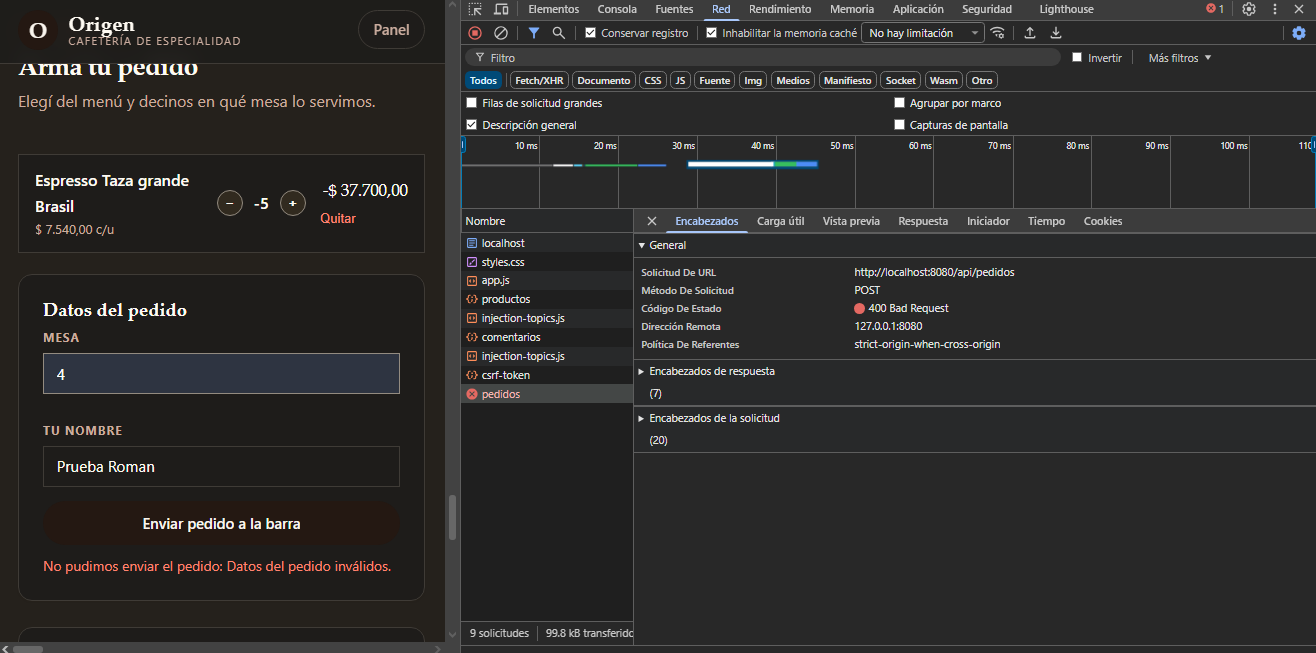 O
Origen
CAFETERÍA DE ESPECIALIDAD
Panel
Arma tu pedido
Elegí del menú y decinos en qué mesa lo servimos.
Espresso Taza grande
Brasil
$ 7.540,00 c/u
−
-5
+
-$ 37.700,00
Quitar
Datos del pedido
MESA
4
TU NOMBRE
Prueba Roman
Enviar pedido a la barra
No pudimos enviar el pedido: Datos del pedido inválidos.
Elementos Consola Fuentes Red Rendimiento Memoria Aplicación Seguridad Lighthouse 1
Conservar registro Inhabilitar la memoria caché No hay limitación
Filtro Invertir Más filtros
Todos Fetch/XHR Documento CSS JS Fuente Img Medios Manifiesto Socket Wasm Otro
Filas de solicitud grandes Agrupar por marco
Descripción general Capturas de pantalla
10 ms 20 ms 30 ms 40 ms 50 ms 60 ms 70 ms 80 ms 90 ms 100 ms 110
Nombre
localhost
styles.css
app.js
productos
injection-topics.js
comentarios
injection-topics.js
csrf-token
pedidos
9 solicitudes 99.8 kB transferido
Encabezados Carga útil Vista previa Respuesta Iniciador Tiempo Cookies
General
Solicitud De URL http://localhost:8080/api/pedidos
Método De Solicitud POST
Código De Estado 400 Bad Request
Dirección Remota 127.0.0.1:8080
Política De Referentes strict-origin-when-cross-origin
Encabezados de respuesta
(7)
Encabezados de la solicitud
(20)